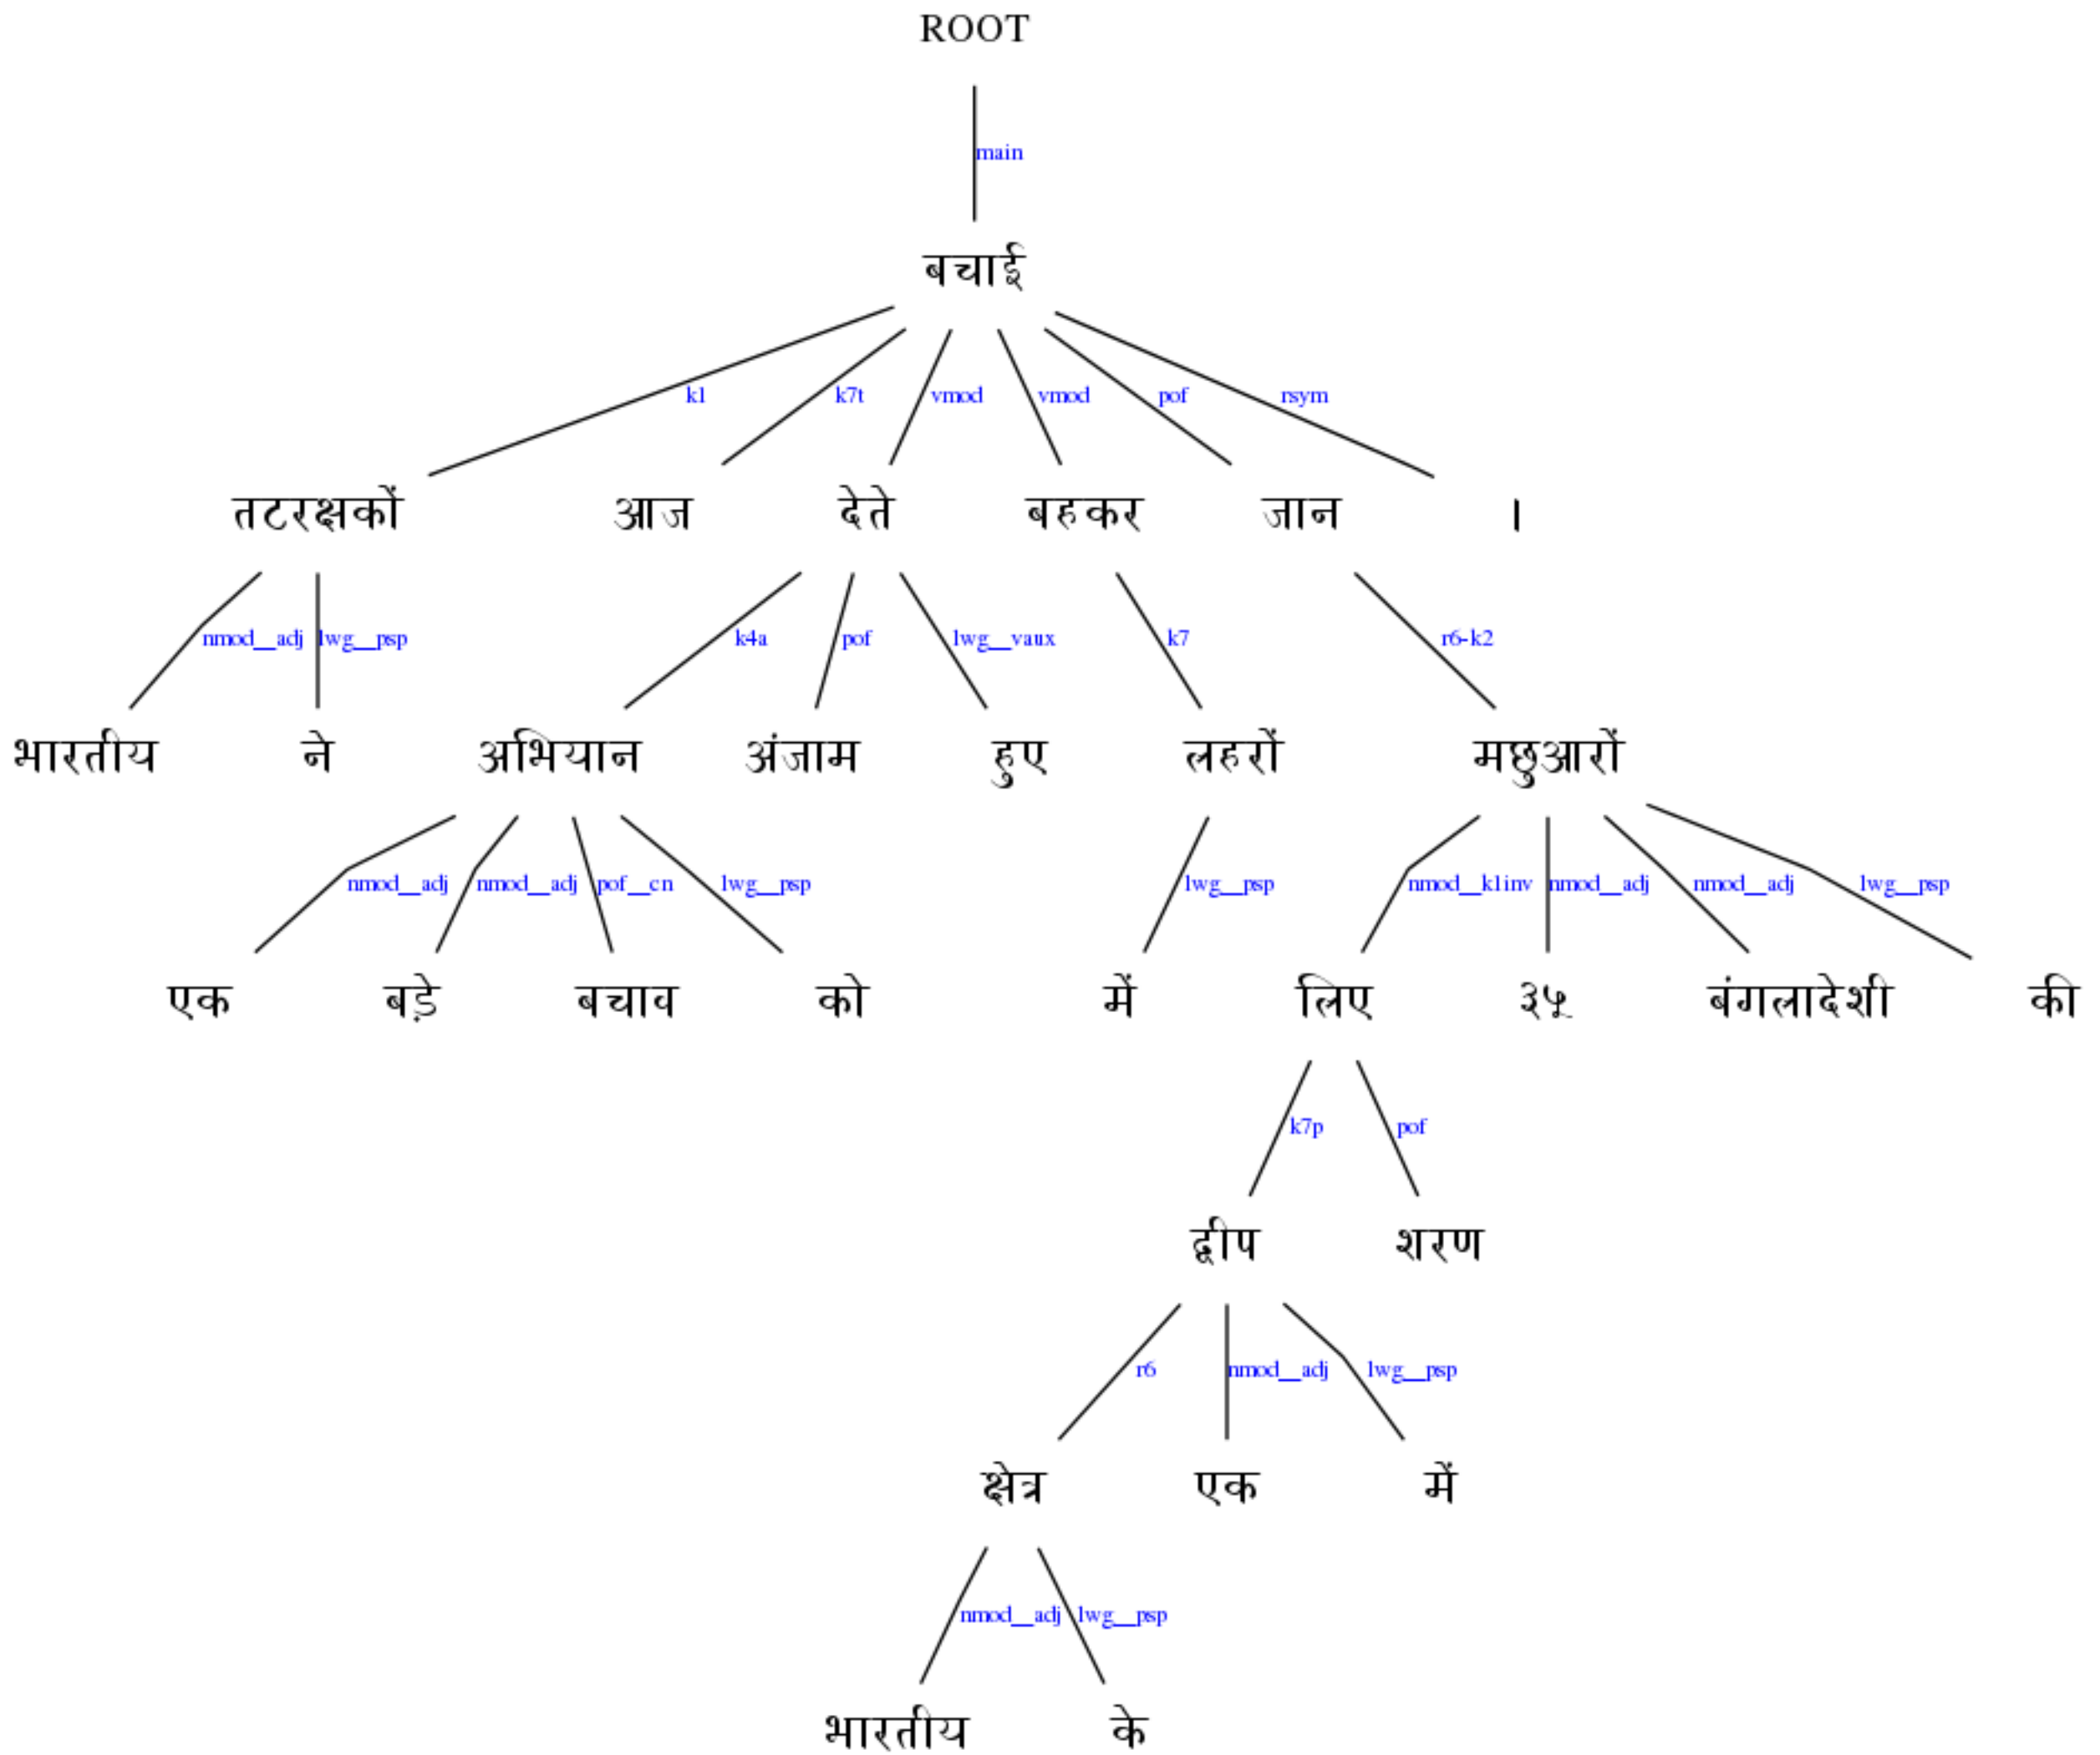 ROOT
main
बचाई
k1 k7t vmod vmod pof rsym
तटरक्षकों आज देते बहकर जान ।
nmod__adj lwg__psp k4a pof lwg__vaux k7 r6-k2
भारतीय ने अभियान अंजाम हुए लहरों मछुआरों
nmod__adj nmod__adj pof__cn lwg__psp lwg__psp nmod__k1inv nmod__adj nmod__adj lwg__psp
एक बड़े बचाव को में लिए ३५ बंगलादेशी की
k7p pof
द्वीप शरण
r6 nmod__adj lwg__psp
क्षेत्र एक में
nmod__adj lwg__psp
भारतीय के